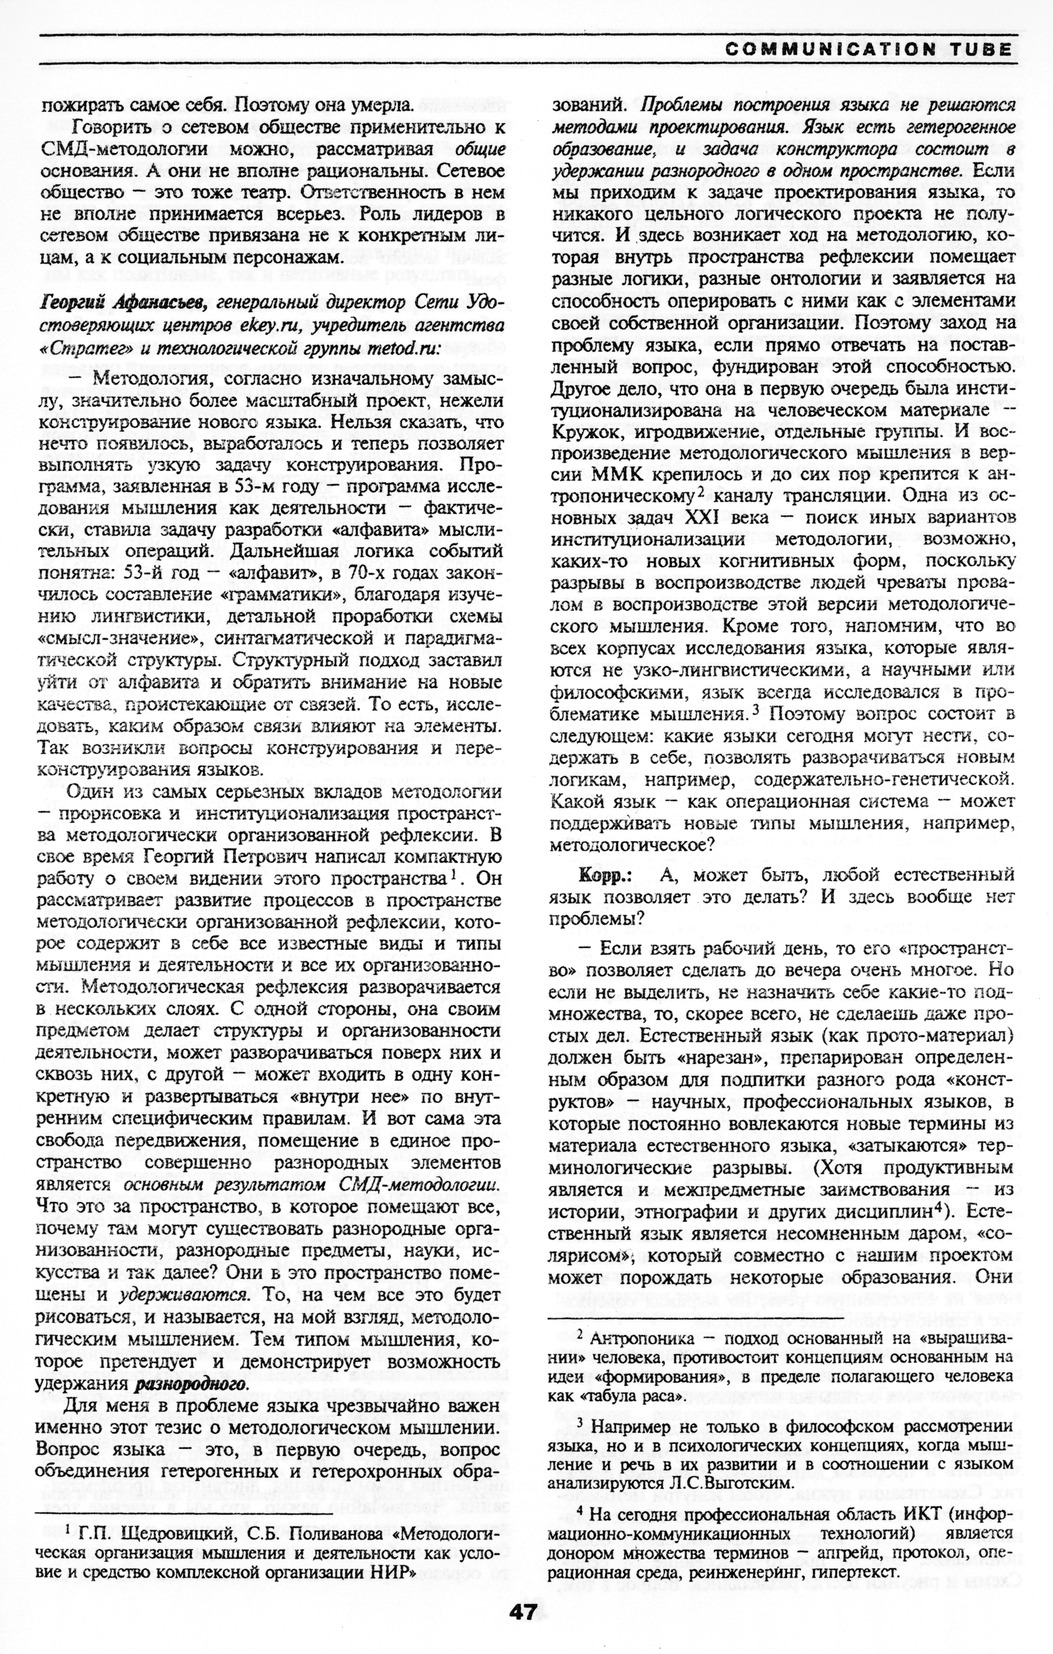 COMMUNICATION TUBE
пожирать самое себя. Поэтому она умерла.
Говорить о сетевом обществе применительно к
СМД-методологии можно, рассматривая общие
основания. А они не вполне рациональны. Сетевое
общество — это тоже театр. Ответственность в нем
не вполне принимается всерьез. Роль лидеров в
сетевом обществе привязана не к конкретным ли-
цам, а к социальным персонажам.
Георгий Афанасьев, генеральный директор Сети Удо-
стоверяющих центров ekey.ru, учредитель агентства
«Стратег» и технологической группы metod.ru:
— Методология, согласно изначальному замыс-
лу, значительно более масштабный проект, нежели
конструирование нового языка. Нельзя сказать, что
нечто появилось, выработалось и теперь позволяет
выполнять узкую задачу конструирования. Про-
грамма, заявленная в 53-м году — программа иссле-
дования мышления как деятельности — фактиче-
ски, ставила задачу разработки «алфавита» мысли-
тельных операций. Дальнейшая логика событий
понятна: 53-й год — «алфавит», в 70-х годах закон-
чилось составление «грамматики», благодаря изуче-
нию лингвистики, детальной проработки схемы
«смысл-значение», синтагматической и парадигма-
тической структуры. Структурный подход заставил
уйти от алфавита и обратить внимание на новые
качества, проистекающие от связей. То есть, иссле-
довать, каким образом связи влияют на элементы.
Так возникли вопросы конструирования и пере-
конструирования языков.
Один из самых серьезных вкладов методологии
— прорисовка и институционализация пространст-
ва методологически организованной рефлексии. В
свое время Георгий Петрович написал компактную
работу о своем видении этого пространства¹. Он
рассматривает развитие процессов в пространстве
методологически организованной рефлексии, кото-
рое содержит в себе все известные виды и типы
мышления и деятельности и все их организованно-
сти. Методологическая рефлексия разворачивается
в нескольких слоях. С одной стороны, она своим
предметом делает структуры и организованности
деятельности, может разворачиваться поверх них и
сквозь них, с другой — может входить в одну кон-
кретную и развертываться «внутри нее» по внут-
ренним специфическим правилам. И вот сама эта
свобода передвижения, помещение в единое про-
странство совершенно разнородных элементов
является основным результатом СМД-методологии.
Что это за пространство, в которое помещают все,
почему там могут существовать разнородные орга-
низованности, разнородные предметы, науки, ис-
кусства и так далее? Они в это пространство поме-
щены и удерживаются. То, на чем все это будет
рисоваться, и называется, на мой взгляд, методоло-
гическим мышлением. Тем типом мышления, ко-
торое претендует и демонстрирует возможность
удержания разнородного.
Для меня в проблеме языка чрезвычайно важен
именно этот тезис о методологическом мышлении.
Вопрос языка — это, в первую очередь, вопрос
объединения гетерогенных и гетерохронных обра-
¹ Г.П. Щедровицкий, С.Б. Поливанова «Методологи-
ческая организация мышления и деятельности как усло-
вие и средство комплексной организации НИР»
зований. Проблемы построения языка не решаются
методами проектирования. Язык есть гетерогенное
образование, и задача конструктора состоит в
удержании разнородного в одном пространстве. Если
мы приходим к задаче проектирования языка, то
никакого цельного логического проекта не полу-
чится. И здесь возникает ход на методологию, ко-
торая внутрь пространства рефлексии помещает
разные логики, разные онтологии и заявляется на
способность оперировать с ними как с элементами
своей собственной организации. Поэтому заход на
проблему языка, если прямо отвечать на постав-
ленный вопрос, фундирован этой способностью.
Другое дело, что она в первую очередь была инсти-
туционализирована на человеческом материале —
Кружок, игродвижение, отдельные группы. И вос-
произведение методологического мышления в вер-
сии ММК крепилось и до сих пор крепится к ан-
тропоническому² каналу трансляции. Одна из ос-
новных задач XXI века — поиск иных вариантов
институционализации методологии, возможно,
каких-то новых когнитивных форм, поскольку
разрывы в воспроизводстве людей чреваты прова-
лом в воспроизводстве этой версии методологиче-
ского мышления. Кроме того, напомним, что во
всех корпусах исследования языка, которые явля-
ются не узко-лингвистическими, а научными или
философскими, язык всегда исследовался в про-
блематике мышления.³ Поэтому вопрос состоит в
следующем: какие языки сегодня могут нести, со-
держать в себе, позволять разворачиваться новым
логикам, например, содержательно-генетической.
Какой язык — как операционная система — может
поддерживать новые типы мышления, например,
методологическое?
Корр.: А, может быть, любой естественный
язык позволяет это делать? И здесь вообще нет
проблемы?
— Если взять рабочий день, то его «пространст-
во» позволяет сделать до вечера очень многое. Но
если не выделить, не назначить себе какие-то под-
множества, то, скорее всего, не сделаешь даже про-
стых дел. Естественный язык (как прото-материал)
должен быть «нарезан», препарирован определен-
ным образом для подпитки разного рода «конст-
руктов» — научных, профессиональных языков, в
которые постоянно вовлекаются новые термины из
материала естественного языка, «затыкаются» тер-
минологические разрывы. (Хотя продуктивным
является и межпредметные заимствования — из
истории, этнографии и других дисциплин⁴). Есте-
ственный язык является несомненным даром, «со-
лярисом», который совместно с нашим проектом
может порождать некоторые образования. Они
² Антропоника — подход основанный на «выращива-
нии» человека, противостоит концепциям основанным на
идеи «формирования», в пределе полагающего человека
как «табула раса».
³ Например не только в философском рассмотрении
языка, но и в психологических концепциях, когда мыш-
ление и речь в их развитии и в соотношении с языком
анализируются Л.С.Выготским.
⁴ На сегодня профессиональная область ИКТ (инфор-
мационно-коммуникационных технологий) является
донором множества терминов — апгрейд, протокол, опе-
рационная среда, реинженеринг, гипертекст.
47